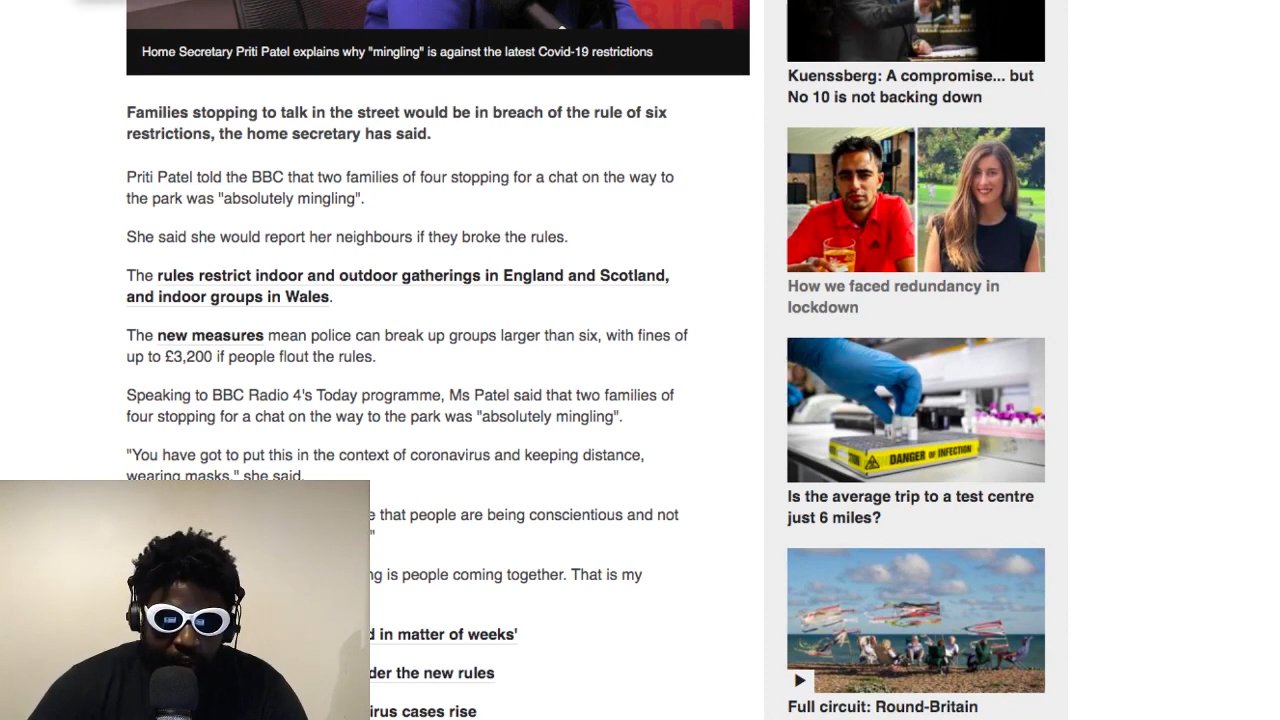 Home Secretary Priti Patel explains why "mingling" is against the latest Covid-19 restrictions
Families stopping to talk in the street would be in breach of the rule of six
restrictions, the home secretary has said.
Priti Patel told the BBC that two families of four stopping for a chat on the way to
the park was "absolutely mingling".
She said she would report her neighbours if they broke the rules.
The rules restrict indoor and outdoor gatherings in England and Scotland,
and indoor groups in Wales.
The new measures mean police can break up groups larger than six, with fines of
up to £3,200 if people flout the rules.
Speaking to BBC Radio 4's Today programme, Ms Patel said that two families of
four stopping for a chat on the way to the park was "absolutely mingling".
"You have got to put this in the context of coronavirus and keeping distance,
wearing masks," she said.
that people are being conscientious and not
"
is people coming together. That is my
in matter of weeks'
the new rules
cases rise
Kuenssberg: A compromise... but
No 10 is not backing down
How we faced redundancy in
lockdown
DANGER OF INFECTION
Is the average trip to a test centre
just 6 miles?
Full circuit: Round-Britain